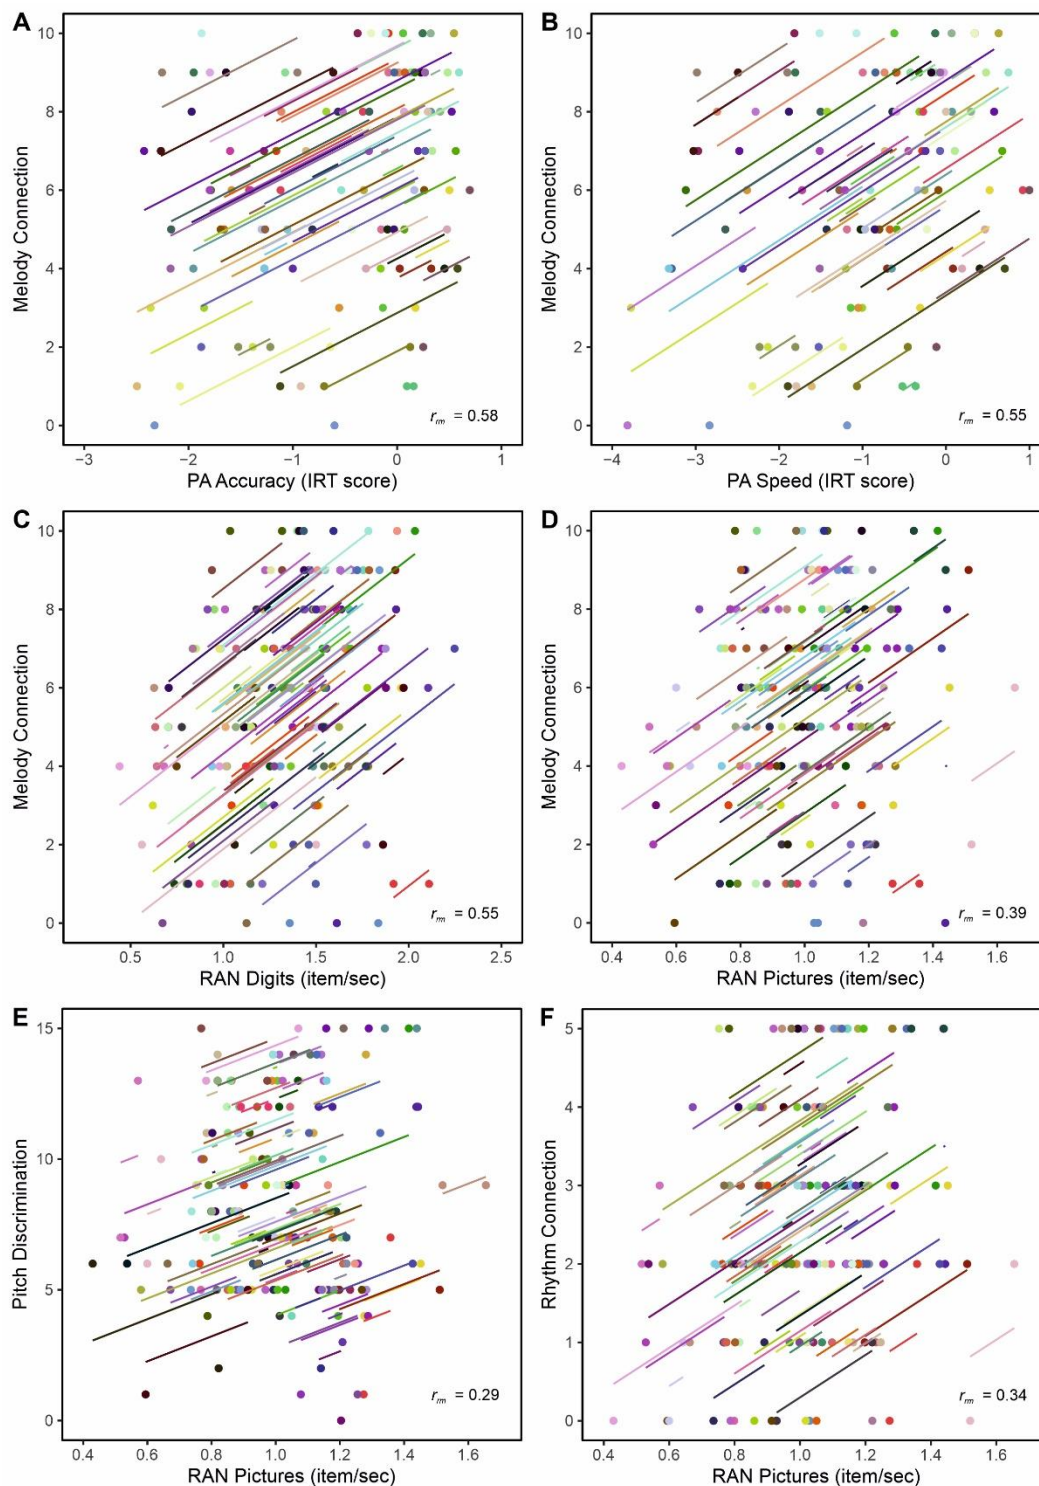 A
B
10
8
6
4
2
0
Melody Connection
−3
−2
−1
0
1
PA Accuracy (IRT score)
r_rm = 0.58
10
8
6
4
2
0
Melody Connection
−4
−3
−2
−1
0
1
PA Speed (IRT score)
r_rm = 0.55
C
D
10
8
6
4
2
0
Melody Connection
0.5
1.0
1.5
2.0
2.5
RAN Digits (item/sec)
r_rm = 0.55
10
8
6
4
2
0
Melody Connection
0.4
0.6
0.8
1.0
1.2
1.4
1.6
RAN Pictures (item/sec)
r_rm = 0.39
E
F
15
10
5
0
Pitch Discrimination
0.4
0.6
0.8
1.0
1.2
1.4
1.6
RAN Pictures (item/sec)
r_rm = 0.29
5
4
3
2
1
0
Rhythm Connection
0.4
0.6
0.8
1.0
1.2
1.4
1.6
RAN Pictures (item/sec)
r_rm = 0.34